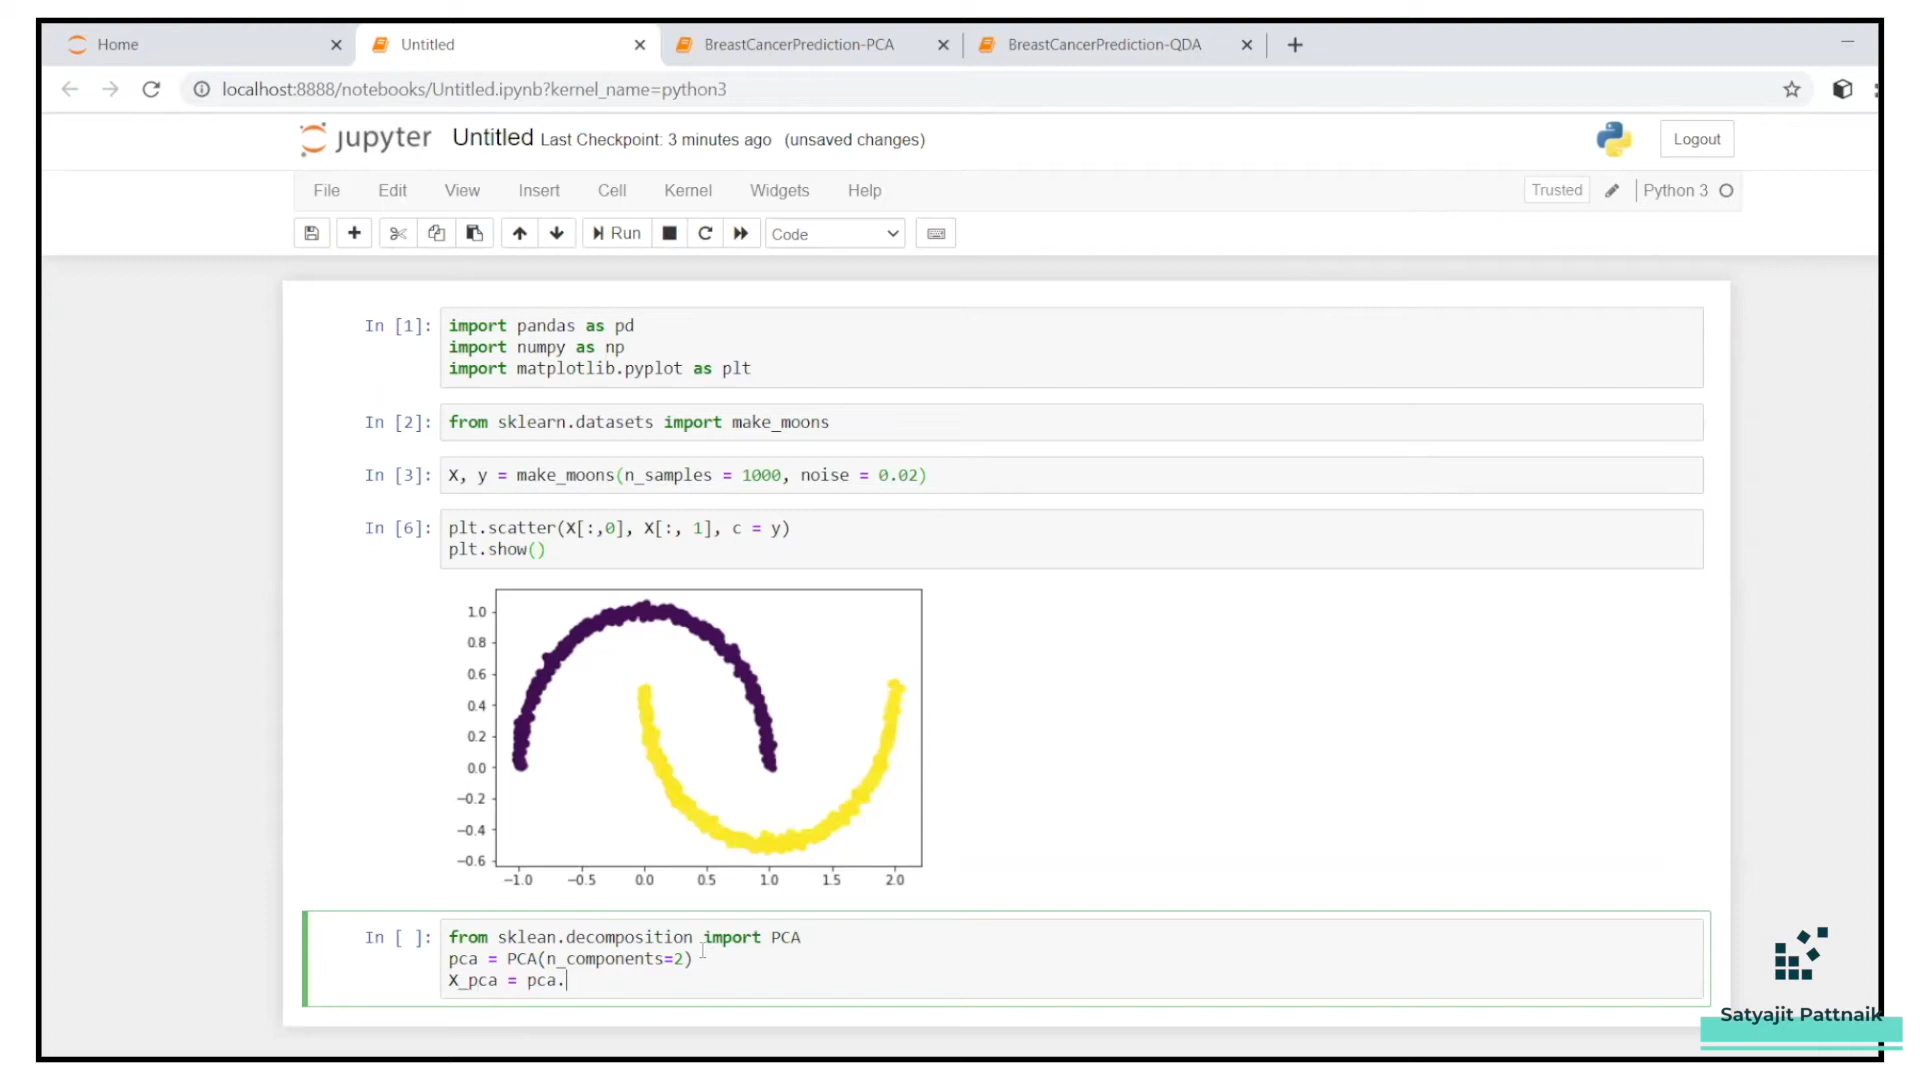 Home
Untitled
BreastCancerPrediction-PCA
BreastCancerPrediction-QDA
localhost:8888/notebooks/Untitled.ipynb?kernel_name=python3
jupyter Untitled Last Checkpoint: 3 minutes ago (unsaved changes)
Logout
File Edit View Insert Cell Kernel Widgets Help
Trusted
Python 3
Run
Code
In [1]: import pandas as pd
import numpy as np
import matplotlib.pyplot as plt
In [2]: from sklearn.datasets import make_moons
In [3]: X, y = make_moons(n_samples = 1000, noise = 0.02)
In [6]: plt.scatter(X[:,0], X[:, 1], c = y)
plt.show()
1.0
0.8
0.6
0.4
0.2
0.0
−0.2
−0.4
−0.6
−1.0 −0.5 0.0 0.5 1.0 1.5 2.0
In [ ]: from sklean.decomposition import PCA
pca = PCA(n_components=2)
X_pca = pca.
Satyajit Pattnaik